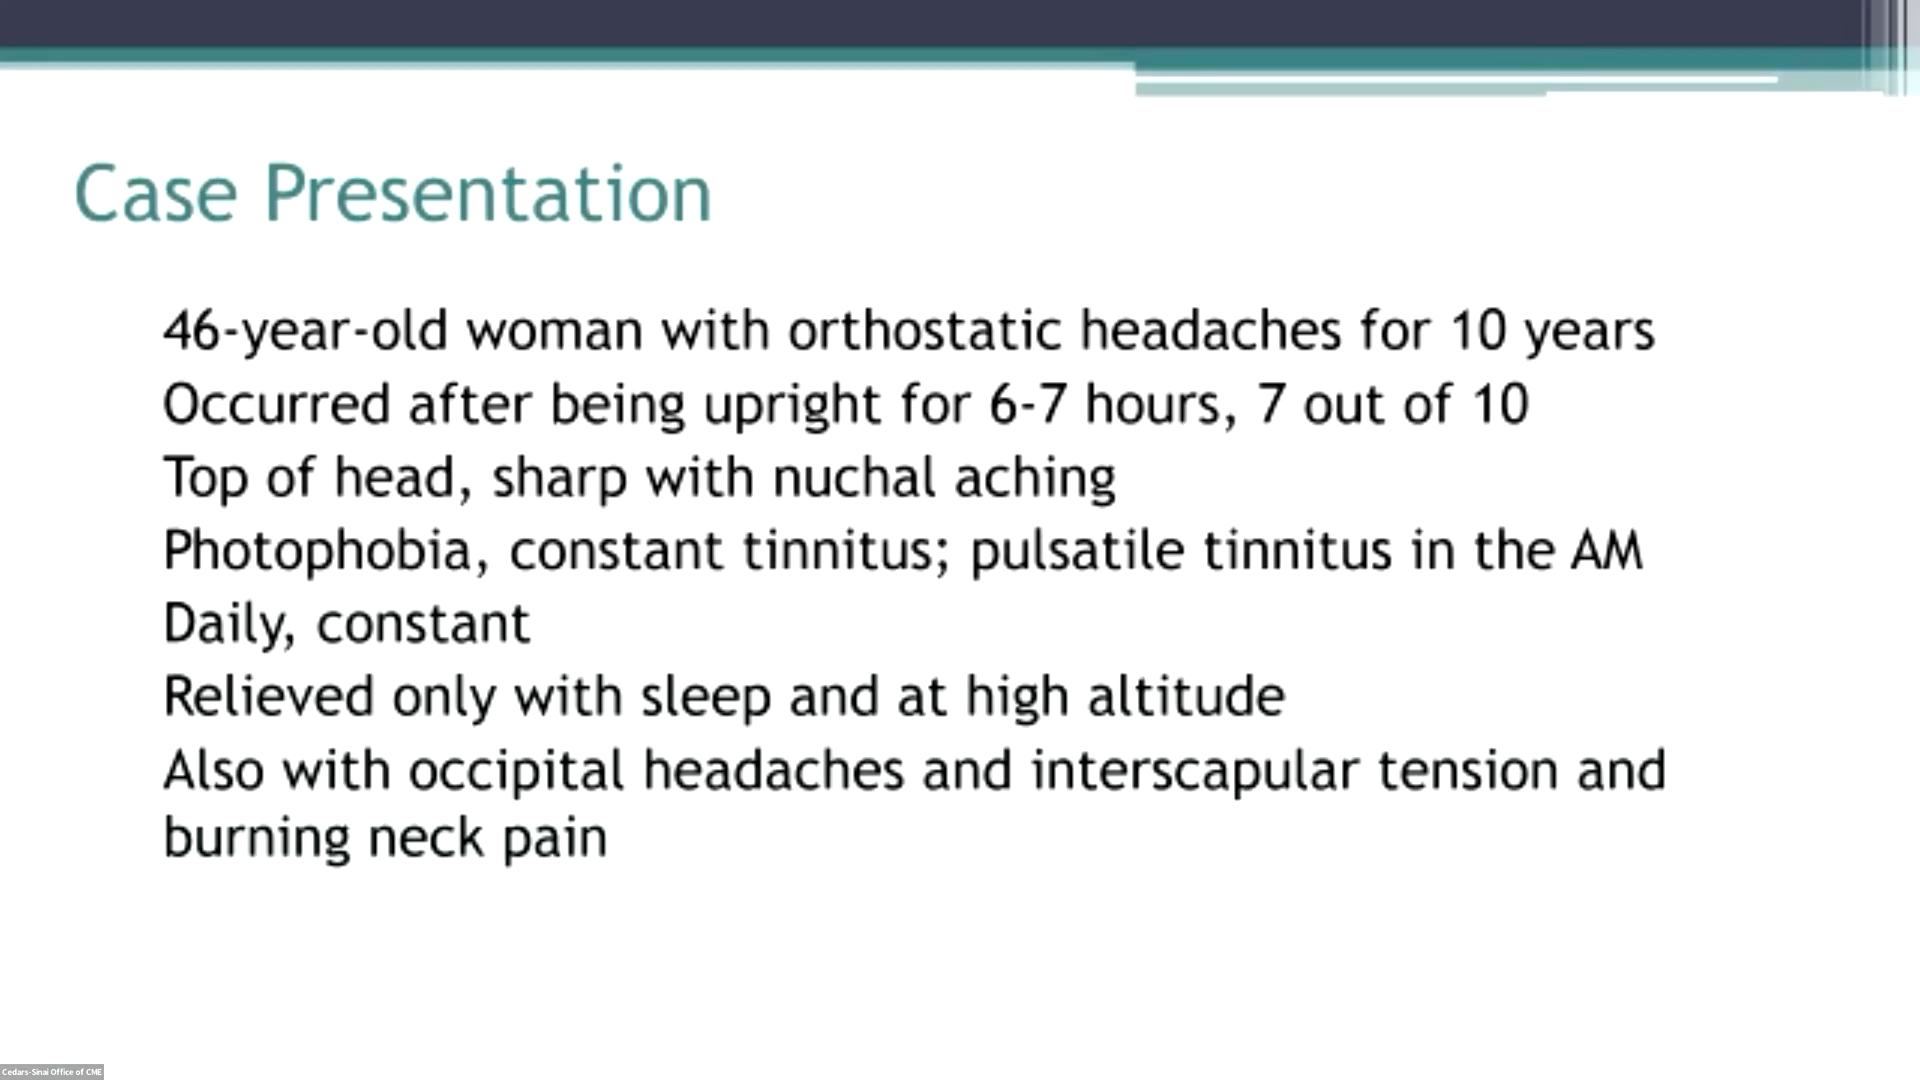 Case Presentation
46-year-old woman with orthostatic headaches for 10 years
Occurred after being upright for 6-7 hours, 7 out of 10
Top of head, sharp with nuchal aching
Photophobia, constant tinnitus; pulsatile tinnitus in the AM
Daily, constant
Relieved only with sleep and at high altitude
Also with occipital headaches and interscapular tension and
burning neck pain
Cedars-Sinai Office of CME